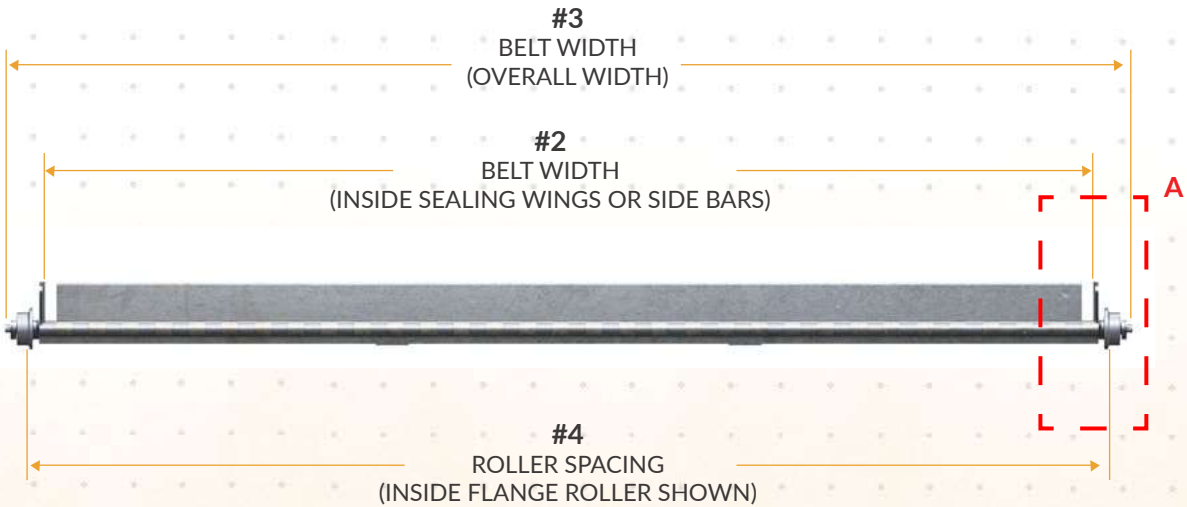 #3
BELT WIDTH
(OVERALL WIDTH)
#2
BELT WIDTH
(INSIDE SEALING WINGS OR SIDE BARS)
A
#4
ROLLER SPACING
(INSIDE FLANGE ROLLER SHOWN)